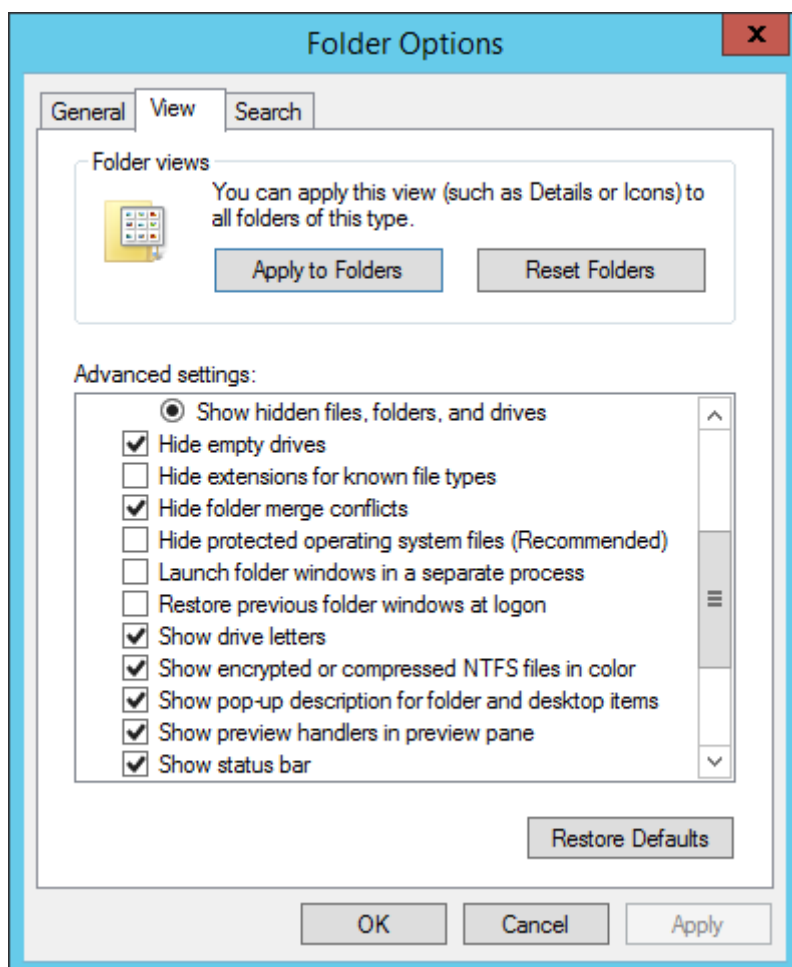 Folder Options
x
General
View
Search
Folder views
You can apply this view (such as Details or Icons) to
all folders of this type.
Apply to Folders
Reset Folders
Advanced settings:
Show hidden files, folders, and drives
Hide empty drives
Hide extensions for known file types
Hide folder merge conflicts
Hide protected operating system files (Recommended)
Launch folder windows in a separate process
Restore previous folder windows at logon
Show drive letters
Show encrypted or compressed NTFS files in color
Show pop-up description for folder and desktop items
Show preview handlers in preview pane
Show status bar
Restore Defaults
OK
Cancel
Apply